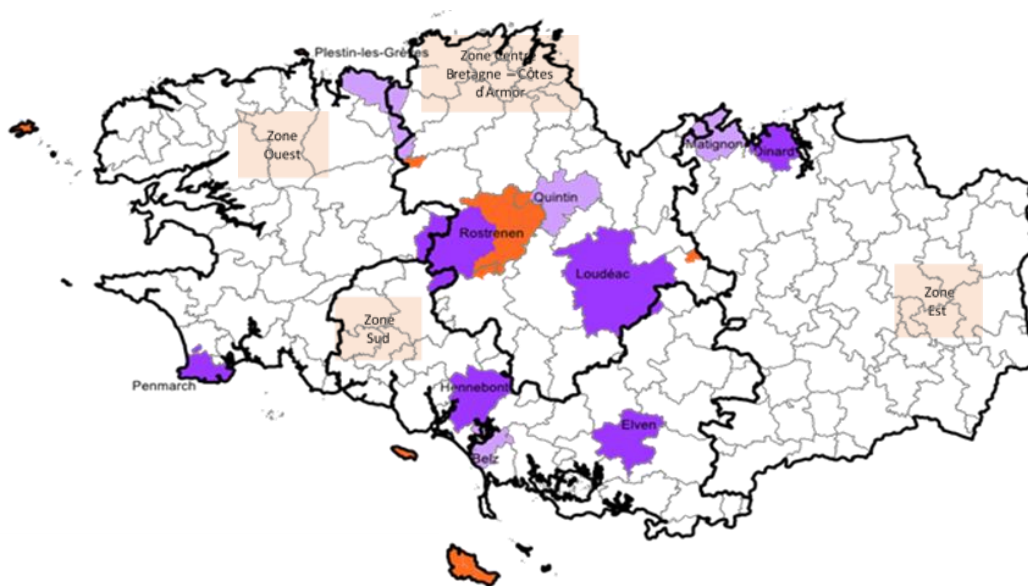 Plestin-les-Grèves
Zone Centre
Bretagne – Côtes
d'Armor
Zone
Ouest
Matignon
Dinard
Quintin
Rostrenen
Loudéac
Zone
Est
Zone
Sud
Penmarch
Hennebont
Elven
Belz